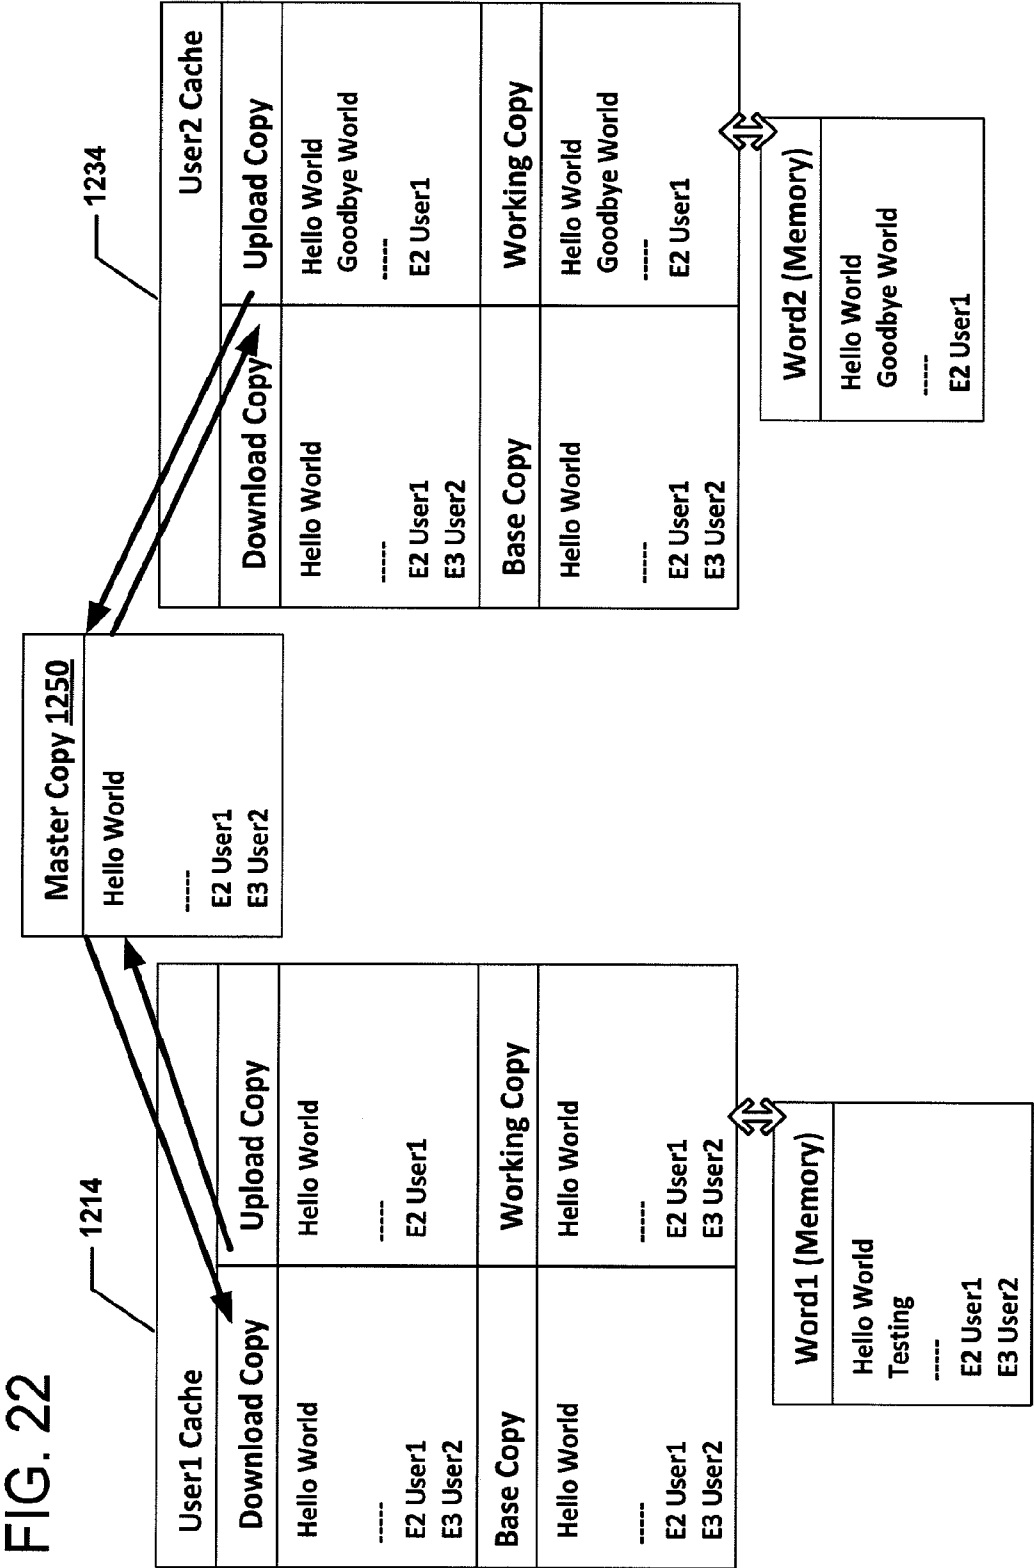 FIG. 22
Master Copy 1250
Hello World
-----
E2 User1
E3 User2
1214
User1 Cache
Download Copy
Hello World
-----
E2 User1
E3 User2
Upload Copy
Hello World
-----
E2 User1
Base Copy
Hello World
-----
E2 User1
E3 User2
Working Copy
Hello World
-----
E2 User1
E3 User2
Word1 (Memory)
Hello World
Testing
-----
E2 User1
E3 User2
1234
User2 Cache
Download Copy
Hello World
-----
E2 User1
E3 User2
Upload Copy
Hello World
Goodbye World
-----
E2 User1
Base Copy
Hello World
-----
E2 User1
E3 User2
Working Copy
Hello World
Goodbye World
-----
E2 User1
Word2 (Memory)
Hello World
Goodbye World
-----
E2 User1